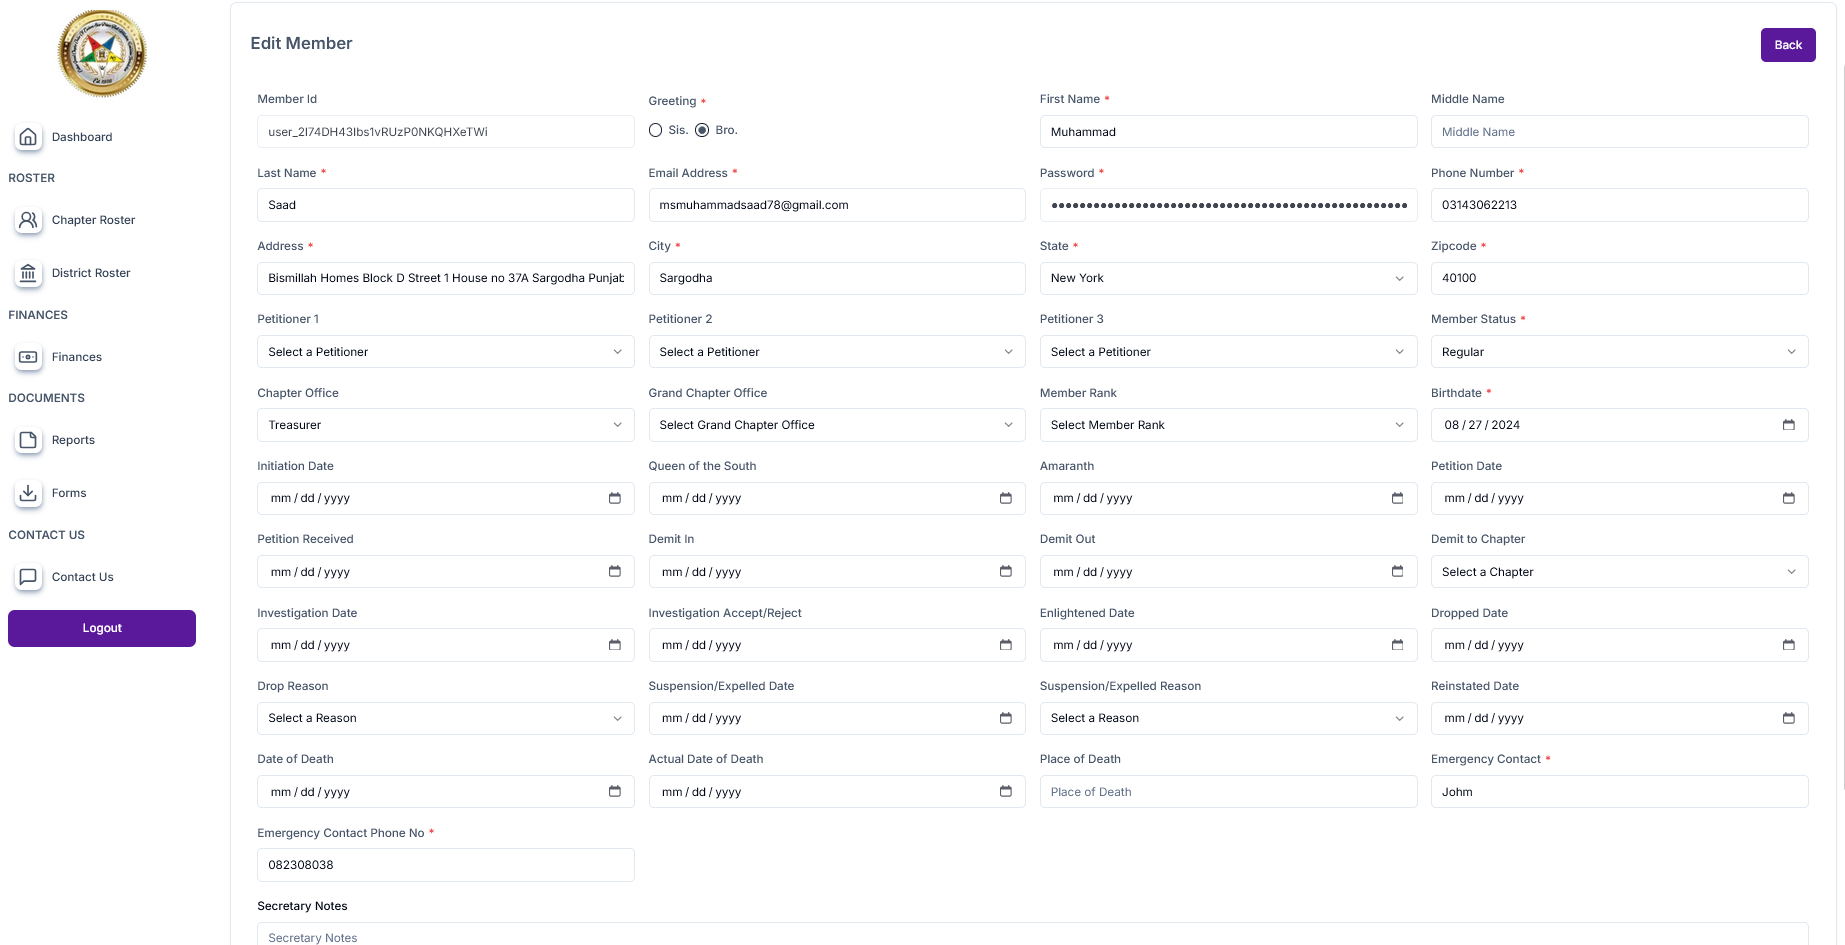 Edit Member
Back
Member Id
Greeting *
First Name *
Middle Name
user_2l74DH43lbs1vRUzP0NKQHXeTWi
Sis. Bro.
Muhammad
Middle Name
Dashboard
ROSTER
Last Name *
Email Address *
Password *
Phone Number *
Saad
msmuhammadsaad78@gmail.com
03143062213
Chapter Roster
Address *
City *
State *
Zipcode *
District Roster
Bismillah Homes Block D Street 1 House no 37A Sargodha Punjab
Sargodha
New York
40100
FINANCES
Petitioner 1
Petitioner 2
Petitioner 3
Member Status *
Finances
Select a Petitioner
Select a Petitioner
Select a Petitioner
Regular
DOCUMENTS
Chapter Office
Grand Chapter Office
Member Rank
Birthdate *
Reports
Treasurer
Select Grand Chapter Office
Select Member Rank
08 / 27 / 2024
Initiation Date
Queen of the South
Amaranth
Petition Date
Forms
mm / dd / yyyy
mm / dd / yyyy
mm / dd / yyyy
mm / dd / yyyy
CONTACT US
Petition Received
Demit In
Demit Out
Demit to Chapter
Contact Us
mm / dd / yyyy
mm / dd / yyyy
mm / dd / yyyy
Select a Chapter
Logout
Investigation Date
Investigation Accept/Reject
Enlightened Date
Dropped Date
mm / dd / yyyy
mm / dd / yyyy
mm / dd / yyyy
mm / dd / yyyy
Drop Reason
Suspension/Expelled Date
Suspension/Expelled Reason
Reinstated Date
Select a Reason
mm / dd / yyyy
Select a Reason
mm / dd / yyyy
Date of Death
Actual Date of Death
Place of Death
Emergency Contact *
mm / dd / yyyy
mm / dd / yyyy
Place of Death
Johm
Emergency Contact Phone No *
082308038
Secretary Notes
Secretary Notes